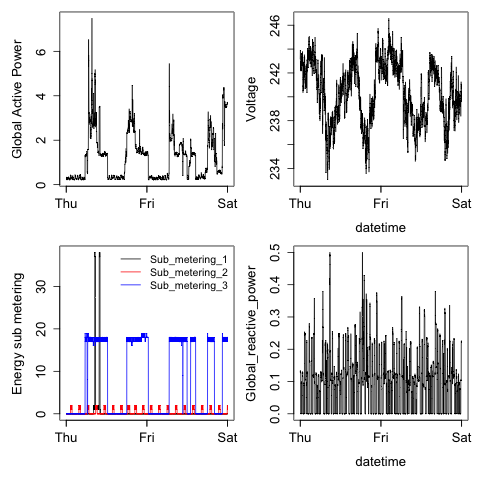 Global Active Power
0
2
4
6
Thu
Fri
Sat
Voltage
234
238
242
246
Thu
Fri
Sat
datetime
Energy sub metering
0
10
20
30
Sub_metering_1
Sub_metering_2
Sub_metering_3
Thu
Fri
Sat
Global_reactive_power
0.0
0.1
0.2
0.3
0.4
0.5
Thu
Fri
Sat
datetime